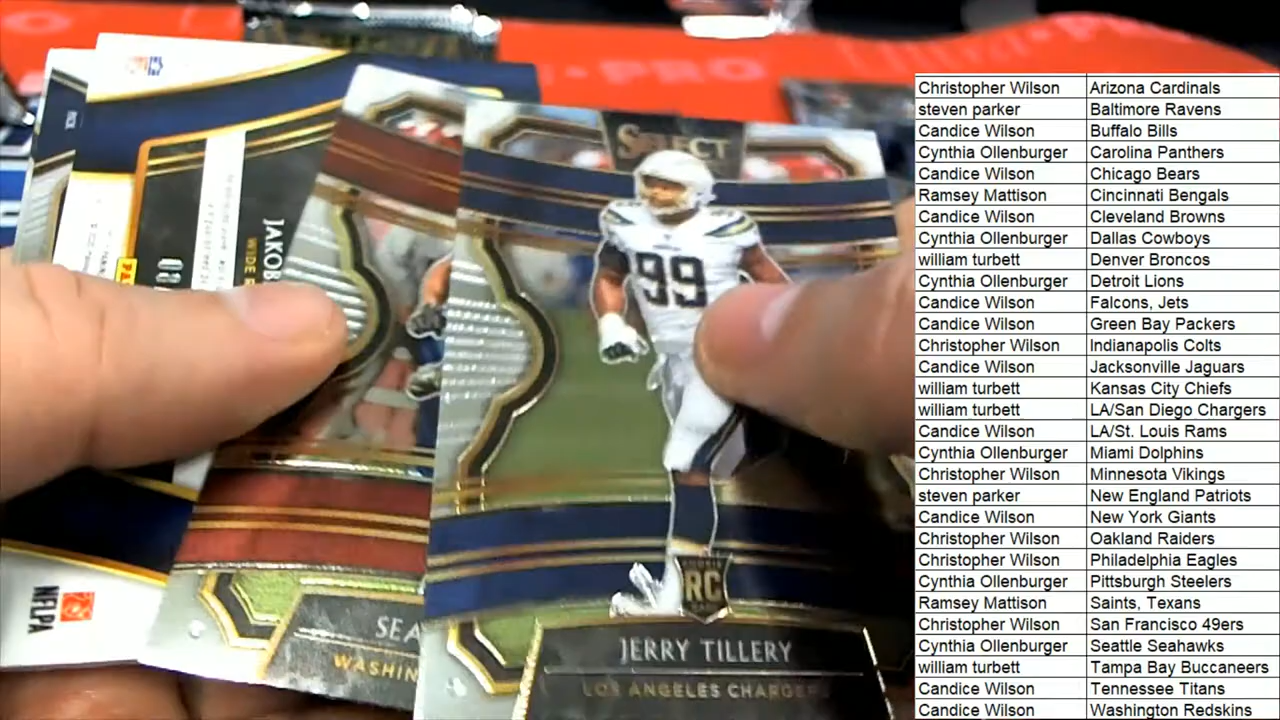 SELECT
99
RC
JERRY TILLERY
LOS ANGELES CHARGERS
SEA
WASHIN
JAKOB
WIDE
NFLPA
PRO
Christopher Wilson Arizona Cardinals
steven parker Baltimore Ravens
Candice Wilson Buffalo Bills
Cynthia Ollenburger Carolina Panthers
Candice Wilson Chicago Bears
Ramsey Mattison Cincinnati Bengals
Candice Wilson Cleveland Browns
Cynthia Ollenburger Dallas Cowboys
william turbett Denver Broncos
Cynthia Ollenburger Detroit Lions
Candice Wilson Falcons, Jets
Candice Wilson Green Bay Packers
Christopher Wilson Indianapolis Colts
Candice Wilson Jacksonville Jaguars
william turbett Kansas City Chiefs
william turbett LA/San Diego Chargers
Candice Wilson LA/St. Louis Rams
Cynthia Ollenburger Miami Dolphins
Christopher Wilson Minnesota Vikings
steven parker New England Patriots
Candice Wilson New York Giants
Christopher Wilson Oakland Raiders
Christopher Wilson Philadelphia Eagles
Cynthia Ollenburger Pittsburgh Steelers
Ramsey Mattison Saints, Texans
Christopher Wilson San Francisco 49ers
Cynthia Ollenburger Seattle Seahawks
william turbett Tampa Bay Buccaneers
Candice Wilson Tennessee Titans
Candice Wilson Washington Redskins